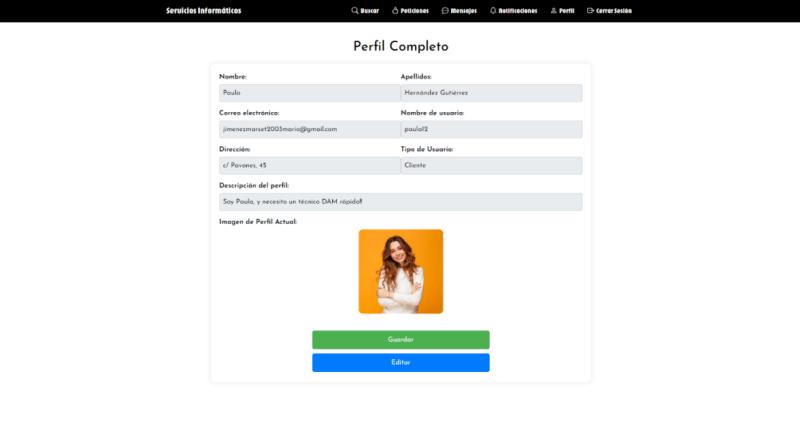 Servicios Informáticos
Buscar Peticiones Mensajes Notificaciones Perfil Cerrar Sesión
Perfil Completo
Nombre: Apellidos:
Paula Hernández Gutiérrez
Correo electrónico: Nombre de usuario:
jimenezmarset2003maria@gmail.com paula12
Dirección: Tipo de Usuario:
c/ Pavones, 45 Cliente
Descripción del perfil:
Soy Paula, y necesito un técnico DAM rápido!!
Imagen de Perfil Actual:
Guardar
Editar